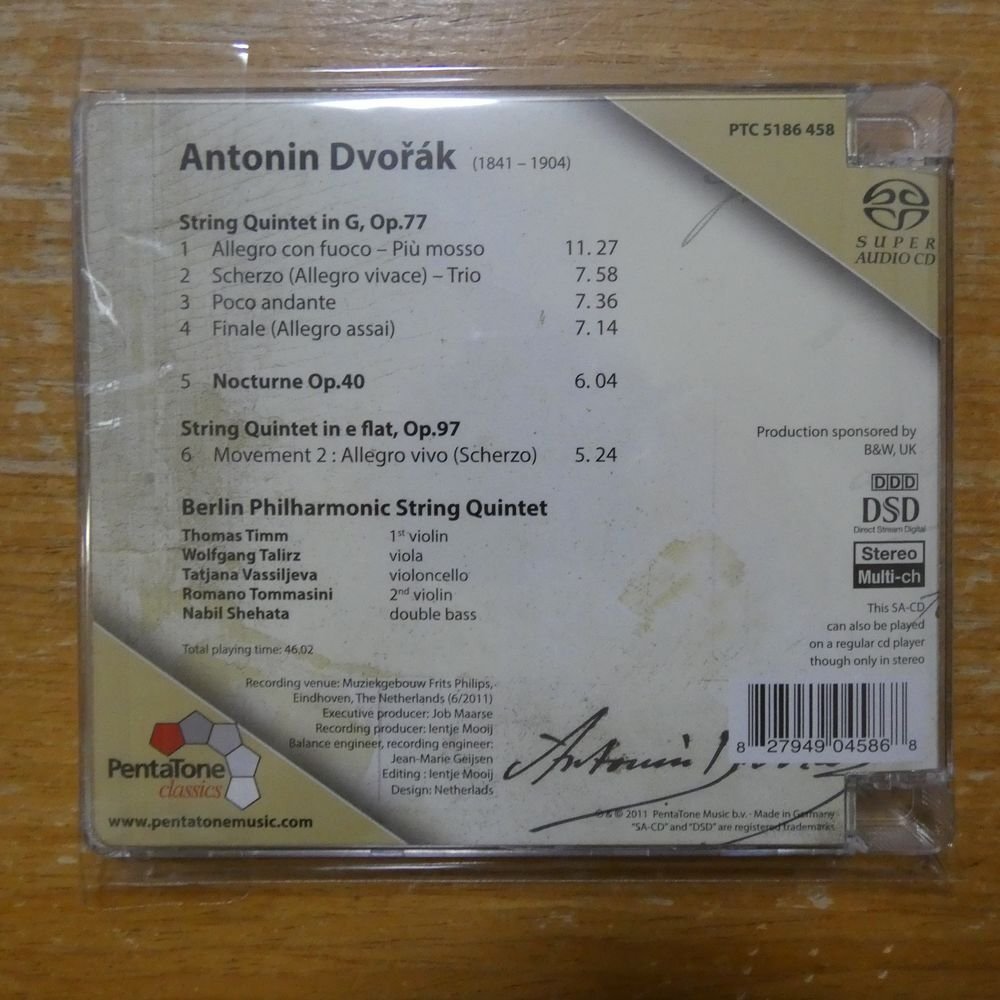 PTC 5186 458
Antonin Dvořák (1841 – 1904)
SUPER
AUDIO CD
String Quintet in G, Op.77
1 Allegro con fuoco – Più mosso 11. 27
2 Scherzo (Allegro vivace) – Trio 7. 58
3 Poco andante 7. 36
4 Finale (Allegro assai) 7. 14
5 Nocturne Op.40 6. 04
String Quintet in e flat, Op.97
6 Movement 2 : Allegro vivo (Scherzo) 5. 24
Production sponsored by
B&W, UK
DDD
DSD
Direct Stream Digital
Stereo
Multi-ch
This SA-CD
can also be played
on a regular cd player
though only in stereo
Berlin Philharmonic String Quintet
Thomas Timm 1st violin
Wolfgang Talirz viola
Tatjana Vassiljeva violoncello
Romano Tommasini 2nd violin
Nabil Shehata double bass
Total playing time: 46.02
Recording venue: Muziekgebouw Frits Philips,
Eindhoven, The Netherlands (6/2011)
Executive producer: Job Maarse
Recording producer: Ientje Mooij
Balance engineer, recording engineer:
Jean-Marie Geijsen
Editing : Ientje Mooij
Design: Netherlads
PentaTone
classics
www.pentatonemusic.com
Antonin
8 27949 04586 8
℗ & © 2011 PentaTone Music b.v. · Made in Germany
"SA-CD" and "DSD" are registered trademarks